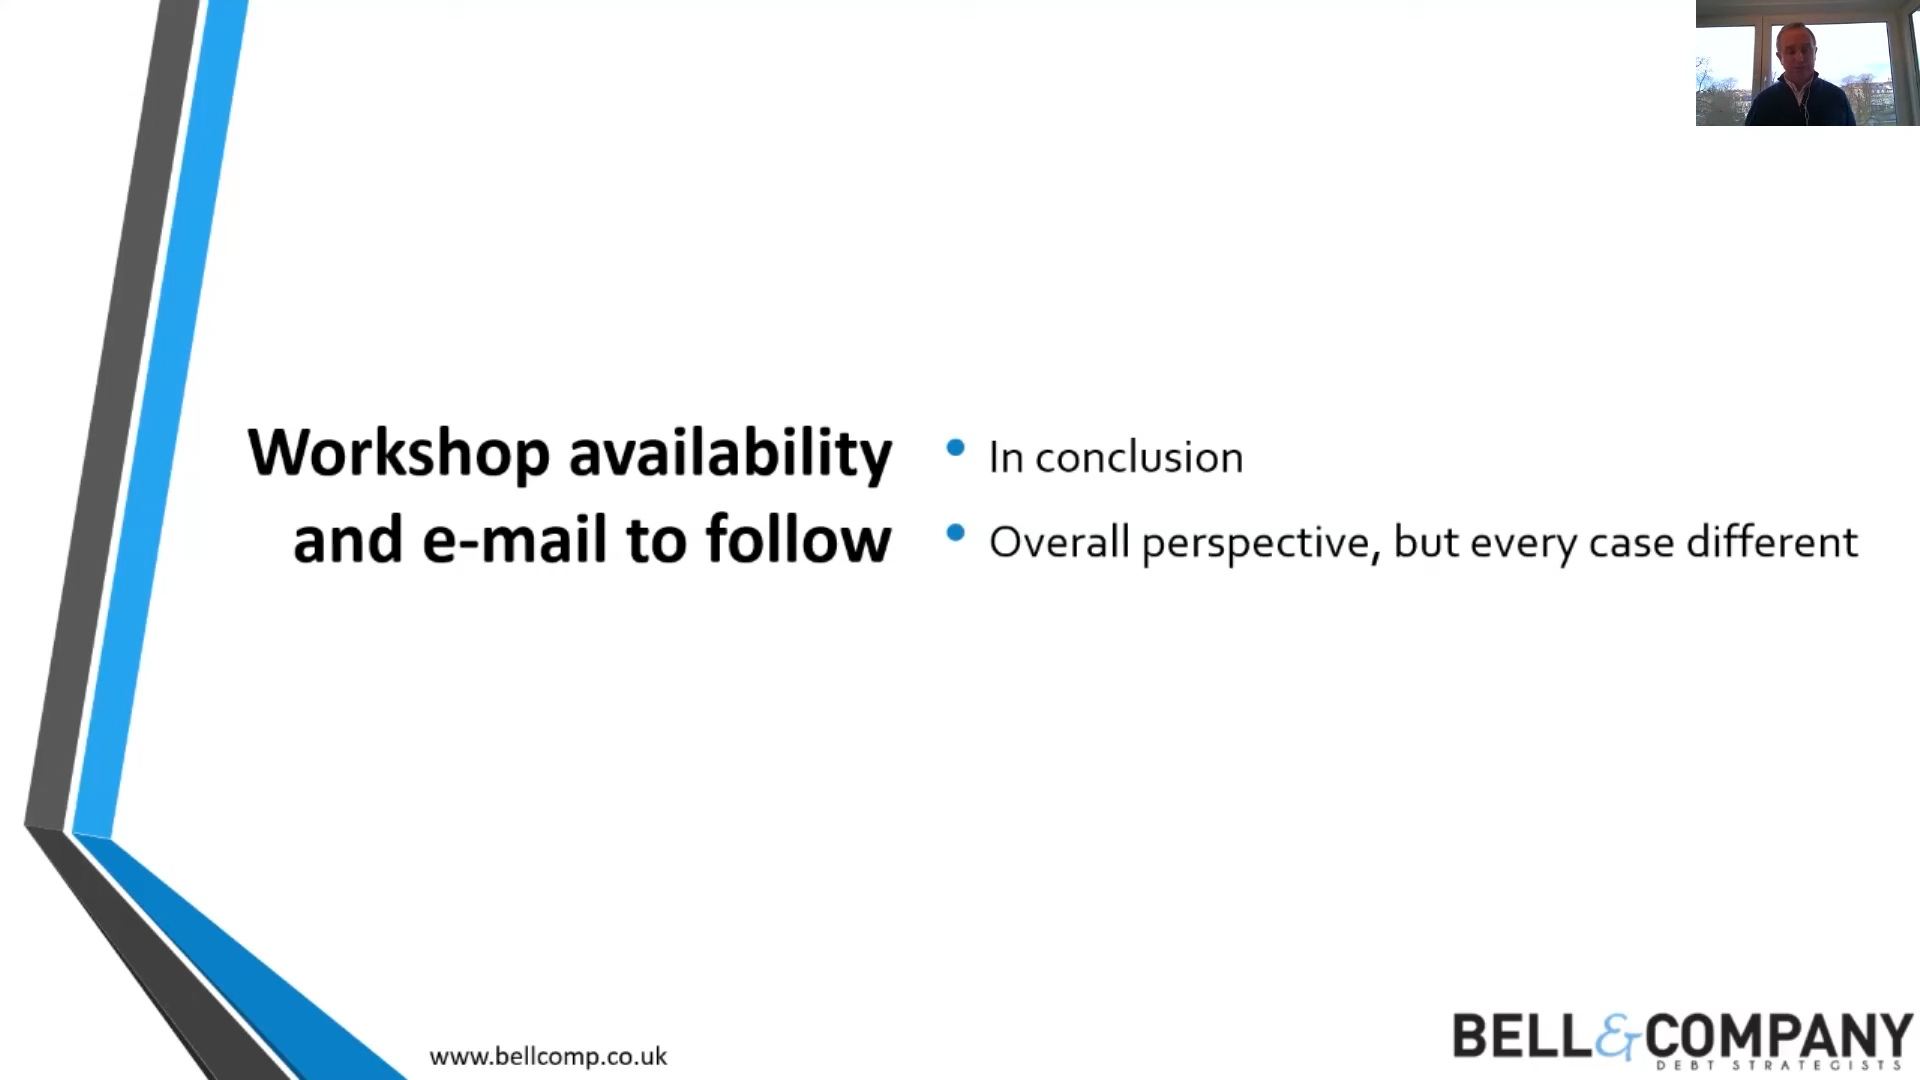 Workshop availability
and e-mail to follow
• In conclusion
• Overall perspective, but every case different
www.bellcomp.co.uk
BELL & COMPANY
DEBT STRATEGISTS